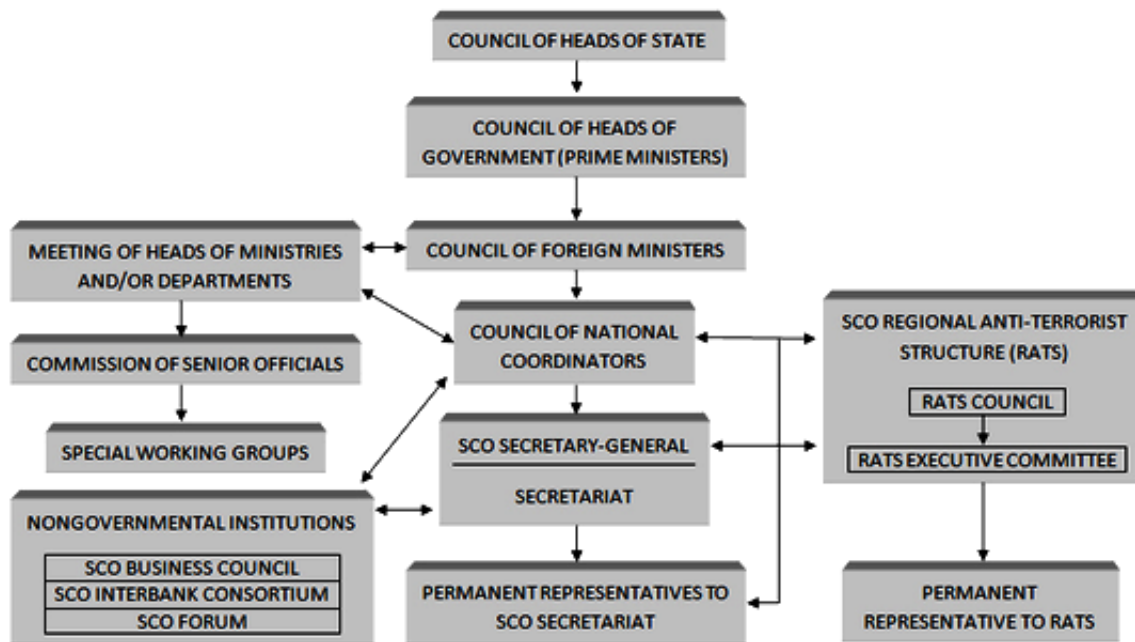 COUNCIL OF HEADS OF STATE
COUNCIL OF HEADS OF
GOVERNMENT (PRIME MINISTERS)
MEETING OF HEADS OF MINISTRIES
AND/OR DEPARTMENTS
COUNCIL OF FOREIGN MINISTERS
COMMISSION OF SENIOR OFFICIALS
COUNCIL OF NATIONAL
COORDINATORS
SCO REGIONAL ANTI-TERRORIST
STRUCTURE (RATS)
RATS COUNCIL
RATS EXECUTIVE COMMITTEE
SPECIAL WORKING GROUPS
SCO SECRETARY-GENERAL
SECRETARIAT
NONGOVERNMENTAL INSTITUTIONS
SCO BUSINESS COUNCIL
SCO INTERBANK CONSORTIUM
SCO FORUM
PERMANENT REPRESENTATIVES TO
SCO SECRETARIAT
PERMANENT
REPRESENTATIVE TO RATS